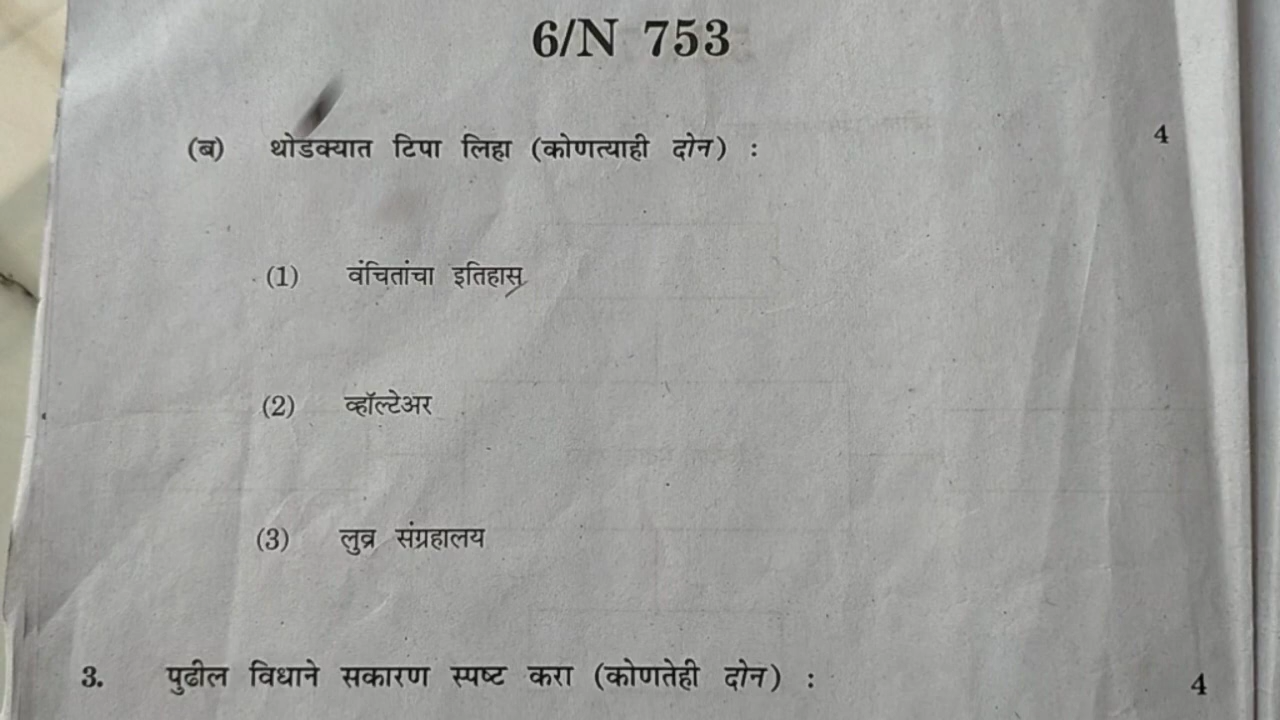 6/N 753
(ब) थोडक्यात टिपा लिहा (कोणत्याही दोन) : 4
(1) वंचितांचा इतिहास
(2) व्हॉल्टेअर
(3) लुव्र संग्रहालय
3. पुढील विधाने सकारण स्पष्ट करा (कोणतेही दोन) : 4